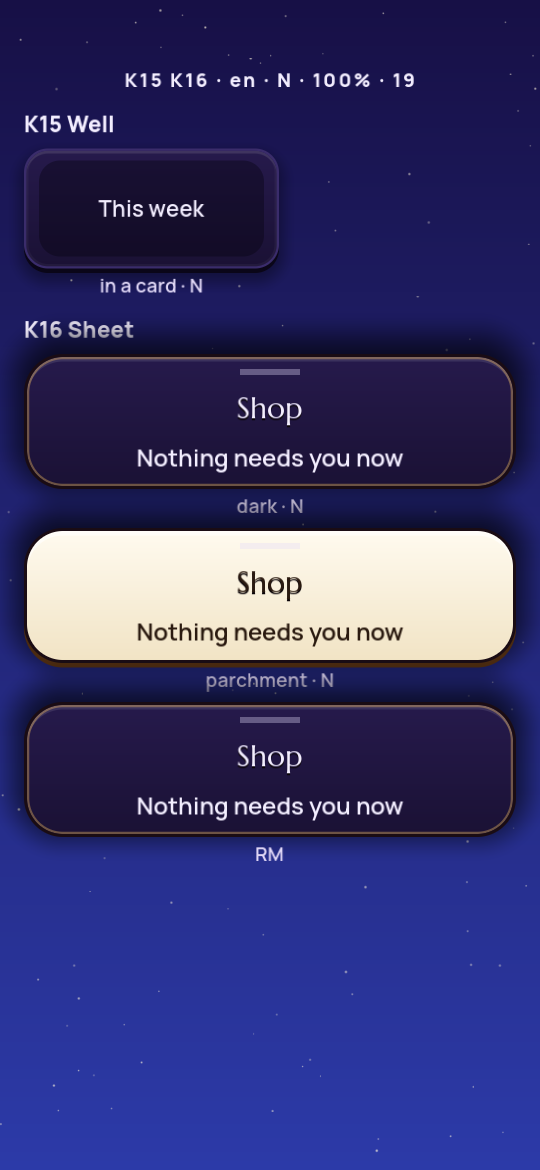 K15 K16 · en · N · 100% · 19
K15 Well
This week
in a card · N
K16 Sheet
Shop
Nothing needs you now
dark · N
Shop
Nothing needs you now
parchment · N
Shop
Nothing needs you now
RM